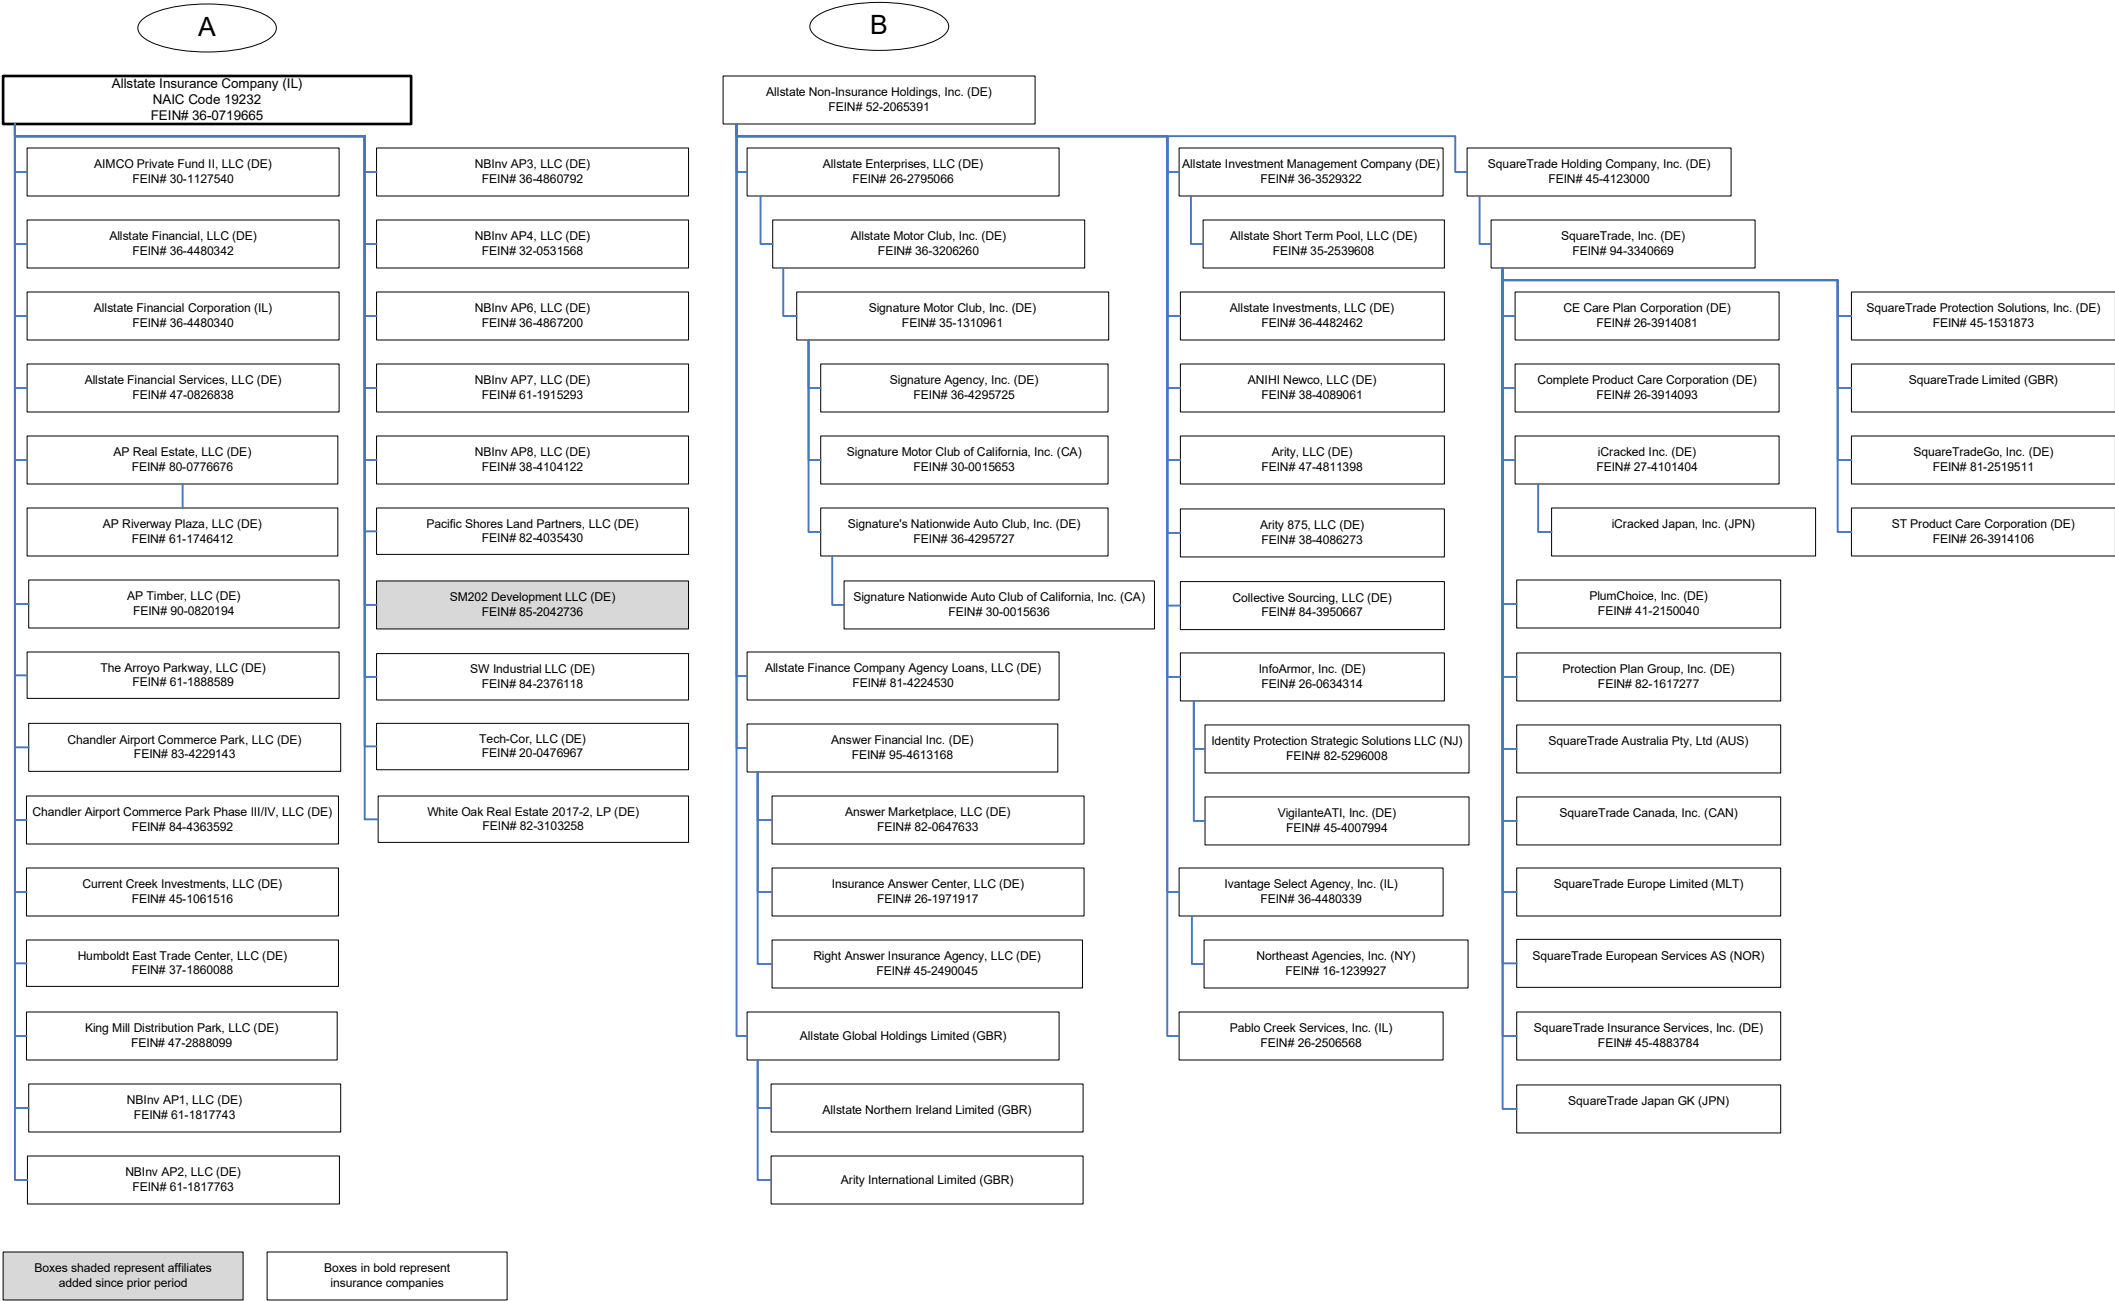 A
Allstate Insurance Company (IL)
NAIC Code 19232
FEIN# 36-0719665
AIMCO Private Fund II, LLC (DE)
FEIN# 30-1127540
Allstate Financial, LLC (DE)
FEIN# 36-4480342
Allstate Financial Corporation (IL)
FEIN# 36-4480340
Allstate Financial Services, LLC (DE)
FEIN# 47-0826838
AP Real Estate, LLC (DE)
FEIN# 80-0776676
AP Riverway Plaza, LLC (DE)
FEIN# 61-1746412
AP Timber, LLC (DE)
FEIN# 90-0820194
The Arroyo Parkway, LLC (DE)
FEIN# 61-1888589
Chandler Airport Commerce Park, LLC (DE)
FEIN# 83-4229143
Chandler Airport Commerce Park Phase III/IV, LLC (DE)
FEIN# 84-4363592
Current Creek Investments, LLC (DE)
FEIN# 45-1061516
Humboldt East Trade Center, LLC (DE)
FEIN# 37-1860088
King Mill Distribution Park, LLC (DE)
FEIN# 47-2888099
NBInv AP1, LLC (DE)
FEIN# 61-1817743
NBInv AP2, LLC (DE)
FEIN# 61-1817763
NBInv AP3, LLC (DE)
FEIN# 36-4860792
NBInv AP4, LLC (DE)
FEIN# 32-0531568
NBInv AP6, LLC (DE)
FEIN# 36-4867200
NBInv AP7, LLC (DE)
FEIN# 61-1915293
NBInv AP8, LLC (DE)
FEIN# 38-4104122
Pacific Shores Land Partners, LLC (DE)
FEIN# 82-4035430
SM202 Development LLC (DE)
FEIN# 85-2042736
SW Industrial LLC (DE)
FEIN# 84-2376118
Tech-Cor, LLC (DE)
FEIN# 20-0476967
White Oak Real Estate 2017-2, LP (DE)
FEIN# 82-3103258
B
Allstate Non-Insurance Holdings, Inc. (DE)
FEIN# 52-2065391
Allstate Enterprises, LLC (DE)
FEIN# 26-2795066
Allstate Motor Club, Inc. (DE)
FEIN# 36-3206260
Signature Motor Club, Inc. (DE)
FEIN# 35-1310961
Signature Agency, Inc. (DE)
FEIN# 36-4295725
Signature Motor Club of California, Inc. (CA)
FEIN# 30-0015653
Signature's Nationwide Auto Club, Inc. (DE)
FEIN# 36-4295727
Signature Nationwide Auto Club of California, Inc. (CA)
FEIN# 30-0015636
Allstate Finance Company Agency Loans, LLC (DE)
FEIN# 81-4224530
Answer Financial Inc. (DE)
FEIN# 95-4613168
Answer Marketplace, LLC (DE)
FEIN# 82-0647633
Insurance Answer Center, LLC (DE)
FEIN# 26-1971917
Right Answer Insurance Agency, LLC (DE)
FEIN# 45-2490045
Allstate Global Holdings Limited (GBR)
Allstate Northern Ireland Limited (GBR)
Arity International Limited (GBR)
Allstate Investment Management Company (DE)
FEIN# 36-3529322
Allstate Short Term Pool, LLC (DE)
FEIN# 35-2539608
Allstate Investments, LLC (DE)
FEIN# 36-4482462
ANIHI Newco, LLC (DE)
FEIN# 38-4089061
Arity, LLC (DE)
FEIN# 47-4811398
Arity 875, LLC (DE)
FEIN# 38-4086273
Collective Sourcing, LLC (DE)
FEIN# 84-3950667
InfoArmor, Inc. (DE)
FEIN# 26-0634314
Identity Protection Strategic Solutions LLC (NJ)
FEIN# 82-5296008
VigilanteATI, Inc. (DE)
FEIN# 45-4007994
Ivantage Select Agency, Inc. (IL)
FEIN# 36-4480339
Northeast Agencies, Inc. (NY)
FEIN# 16-1239927
Pablo Creek Services, Inc. (IL)
FEIN# 26-2506568
SquareTrade Holding Company, Inc. (DE)
FEIN# 45-4123000
SquareTrade, Inc. (DE)
FEIN# 94-3340669
CE Care Plan Corporation (DE)
FEIN# 26-3914081
Complete Product Care Corporation (DE)
FEIN# 26-3914093
iCracked Inc. (DE)
FEIN# 27-4101404
iCracked Japan, Inc. (JPN)
PlumChoice, Inc. (DE)
FEIN# 41-2150040
Protection Plan Group, Inc. (DE)
FEIN# 82-1617277
SquareTrade Australia Pty, Ltd (AUS)
SquareTrade Canada, Inc. (CAN)
SquareTrade Europe Limited (MLT)
SquareTrade European Services AS (NOR)
SquareTrade Insurance Services, Inc. (DE)
FEIN# 45-4883784
SquareTrade Japan GK (JPN)
SquareTrade Protection Solutions, Inc. (DE)
FEIN# 45-1531873
SquareTrade Limited (GBR)
SquareTradeGo, Inc. (DE)
FEIN# 81-2519511
ST Product Care Corporation (DE)
FEIN# 26-3914106
Boxes shaded represent affiliates
added since prior period
Boxes in bold represent
insurance companies